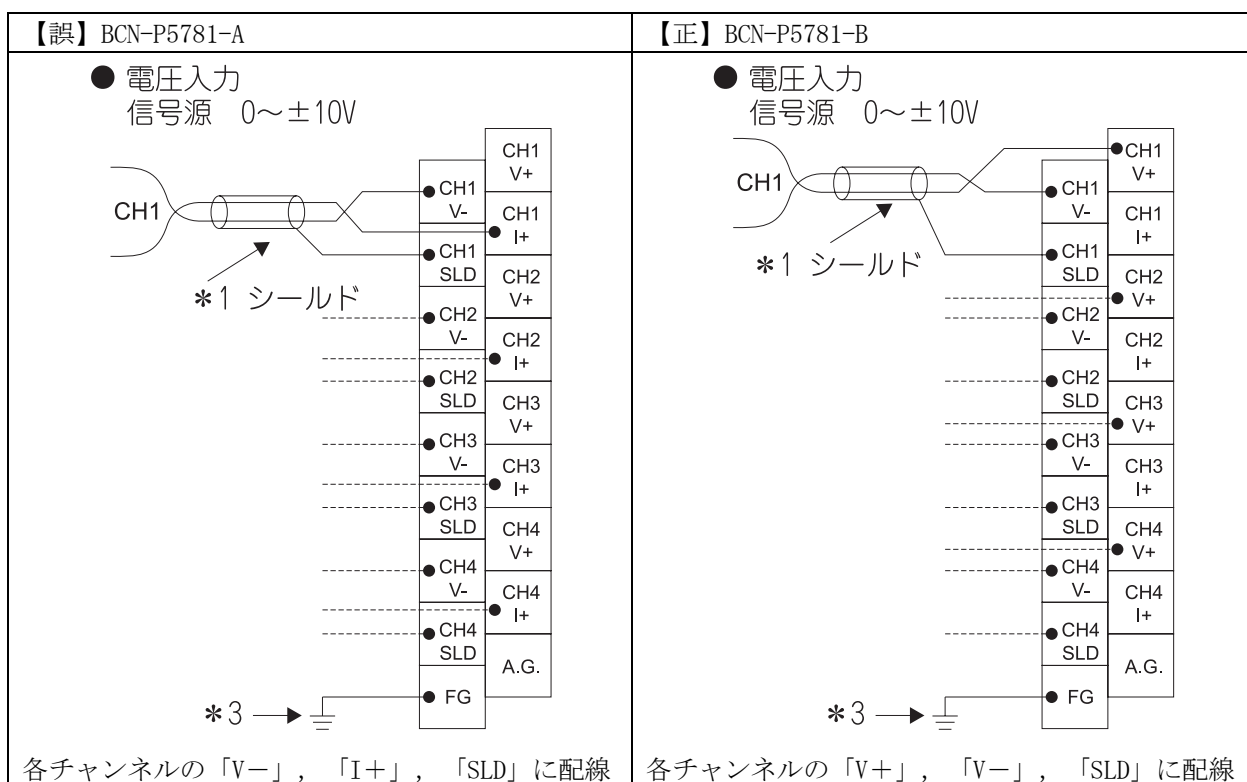 【誤】BCN-P5781-A
● 電圧入力
信号源 0～±10V
CH1
*1 シールド
CH1
V-
CH1
SLD
CH2
V-
CH2
SLD
CH3
V-
CH3
SLD
CH4
V-
CH4
SLD
FG
CH1
V+
CH1
I+
CH2
V+
CH2
I+
CH3
V+
CH3
I+
CH4
V+
CH4
I+
A.G.
*3
各チャンネルの「V－」，「I＋」，「SLD」に配線
【正】BCN-P5781-B
● 電圧入力
信号源 0～±10V
CH1
*1 シールド
CH1
V-
CH1
SLD
CH2
V-
CH2
SLD
CH3
V-
CH3
SLD
CH4
V-
CH4
SLD
FG
CH1
V+
CH1
I+
CH2
V+
CH2
I+
CH3
V+
CH3
I+
CH4
V+
CH4
I+
A.G.
*3
各チャンネルの「V＋」，「V－」，「SLD」に配線